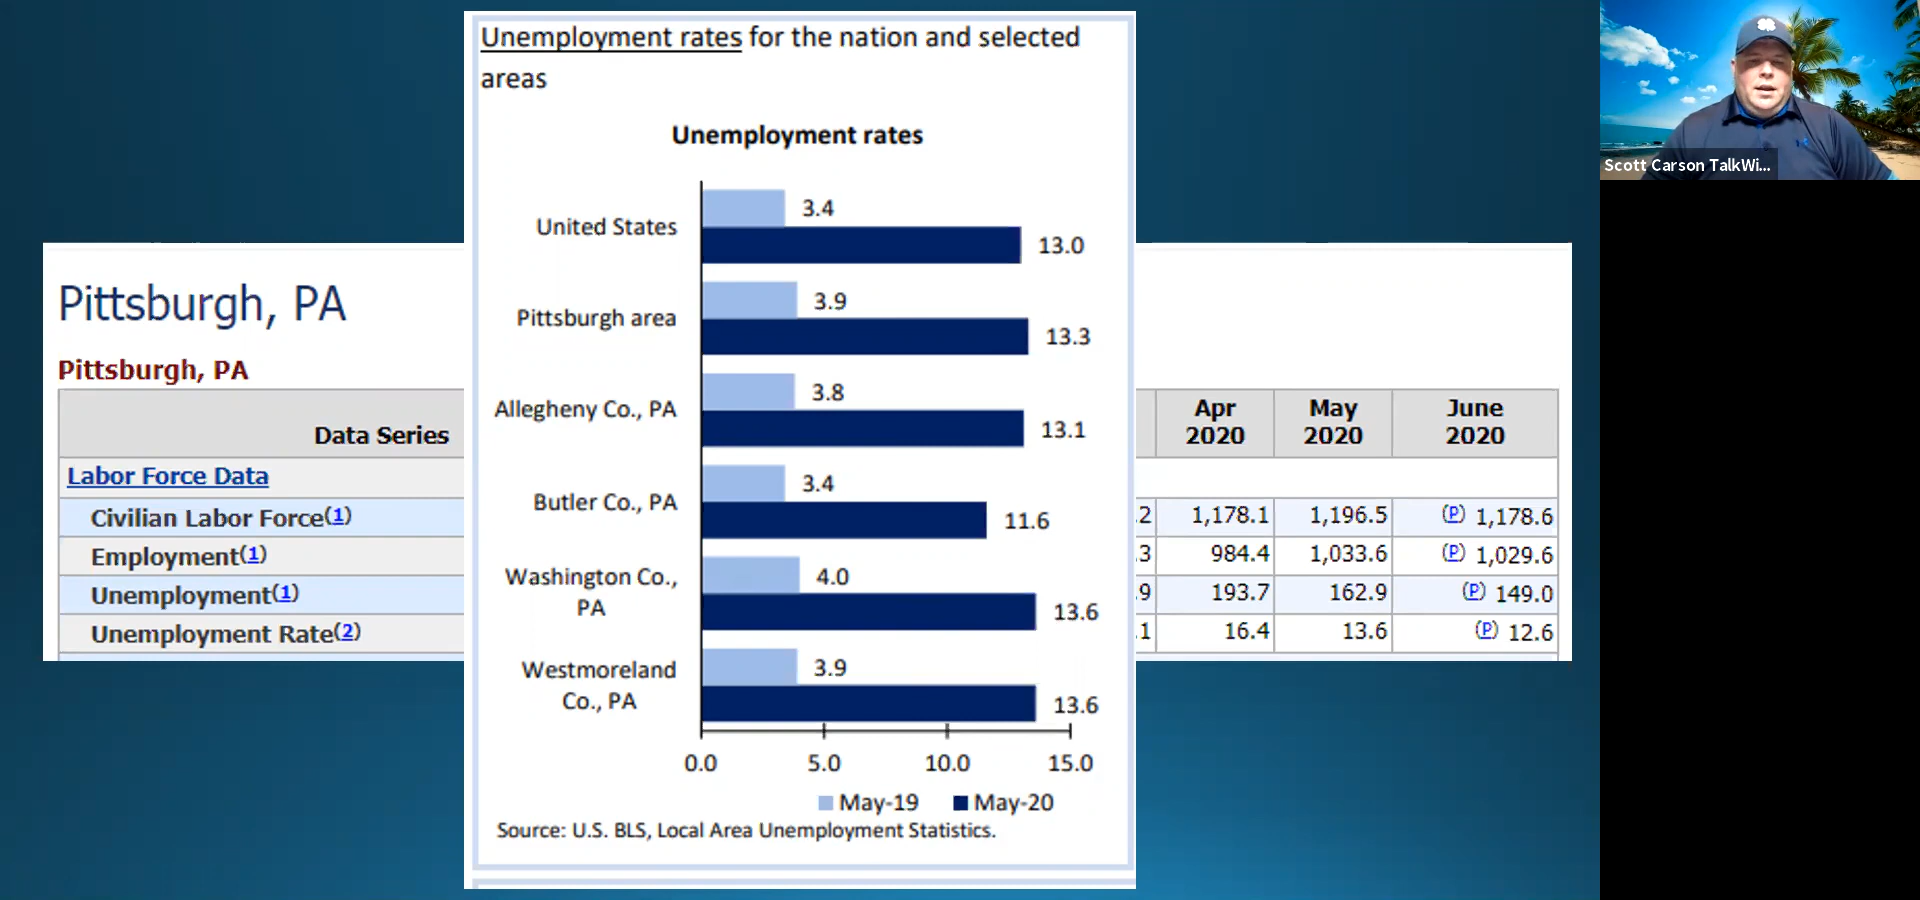 Unemployment rates for the nation and selected
areas
Unemployment rates
United States
3.4
13.0
Pittsburgh area
3.9
13.3
Allegheny Co., PA
3.8
13.1
Butler Co., PA
3.4
11.6
Washington Co.,
PA
4.0
13.6
Westmoreland
Co., PA
3.9
13.6
0.0 5.0 10.0 15.0
May-19 May-20
Source: U.S. BLS, Local Area Unemployment Statistics.
Pittsburgh, PA
Pittsburgh, PA
Data Series
Apr
2020
May
2020
June
2020
Labor Force Data
Civilian Labor Force(1) .2 1,178.1 1,196.5 (P) 1,178.6
Employment(1) .3 984.4 1,033.6 (P) 1,029.6
Unemployment(1) .9 193.7 162.9 (P) 149.0
Unemployment Rate(2) .1 16.4 13.6 (P) 12.6
Scott Carson TalkWi...